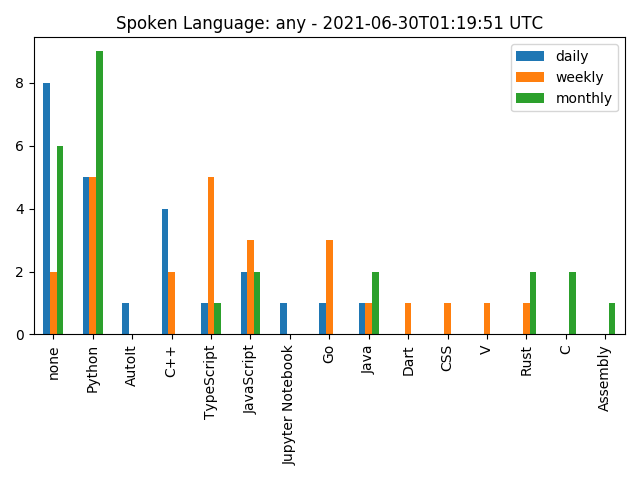 Spoken Language: any - 2021-06-30T01:19:51 UTC
daily
weekly
monthly
8
6
4
2
0
none
Python
AutoIt
C++
TypeScript
JavaScript
Jupyter Notebook
Go
Java
Dart
CSS
V
Rust
C
Assembly